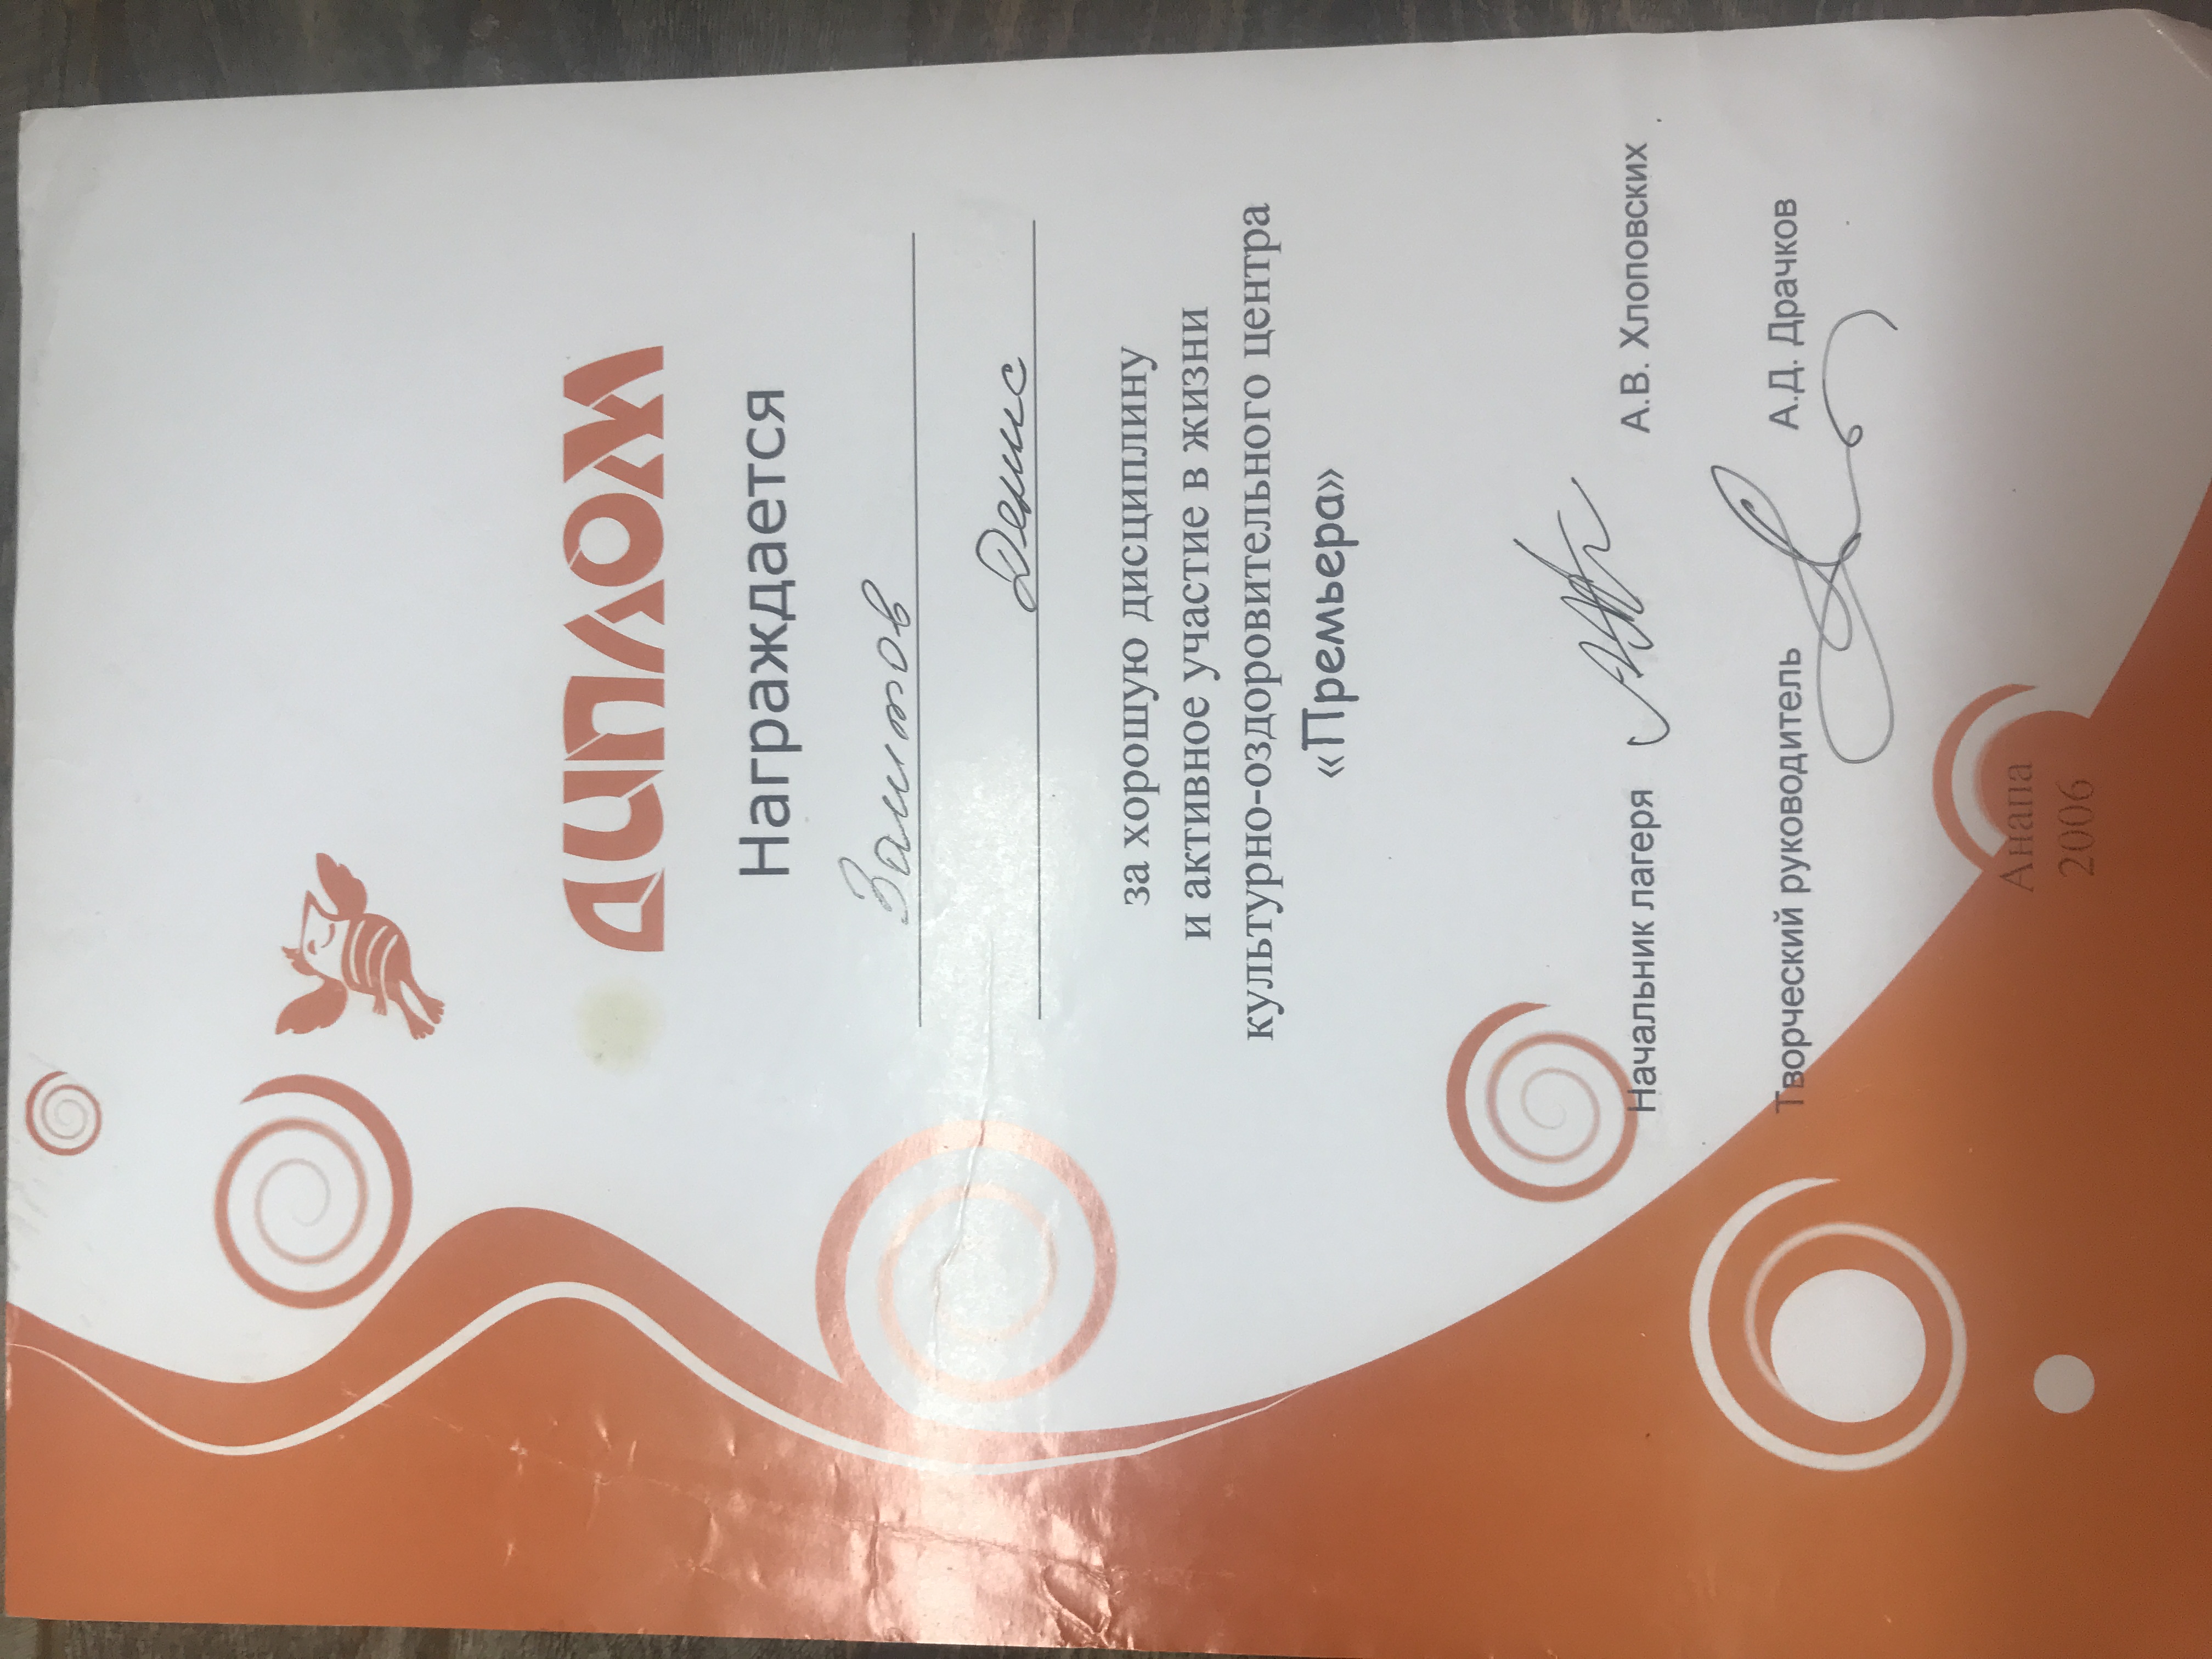 ДИПЛОМ
Награждается
Денис
за хорошую дисциплину
и активное участие в жизни
культурно-оздоровительного центра
«Премьера»
Начальник лагеря А.В. Хлоповских
Творческий руководитель А.Д. Драчков
Анапа
2006